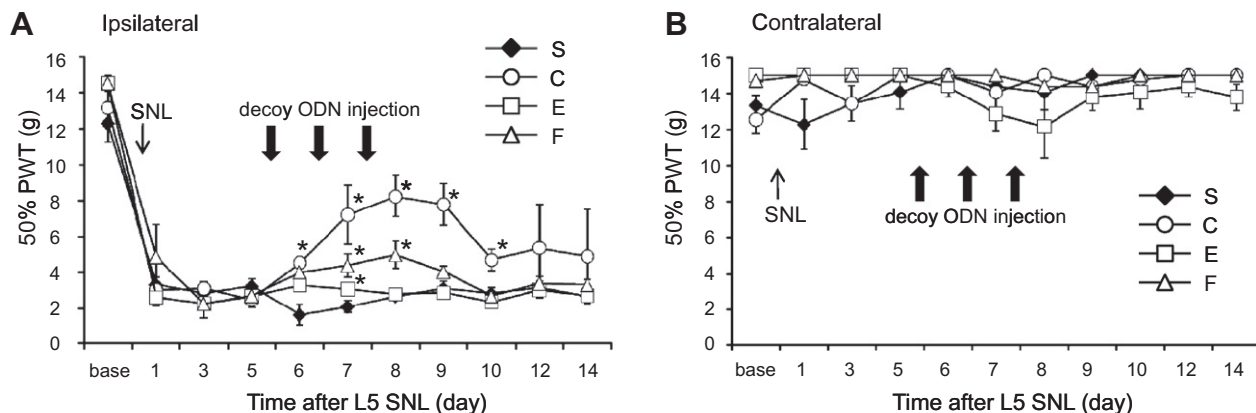 A Ipsilateral
S
C
E
F
SNL
decoy ODN injection
50% PWT (g)
16
14
12
10
8
6
4
2
0
* * * * * * * *
base 1 3 5 6 7 8 9 10 12 14
Time after L5 SNL (day)
B Contralateral
50% PWT (g)
16
14
12
10
8
6
4
2
0
SNL
decoy ODN injection
S
C
E
F
base 1 3 5 6 7 8 9 10 12 14
Time after L5 SNL (day)